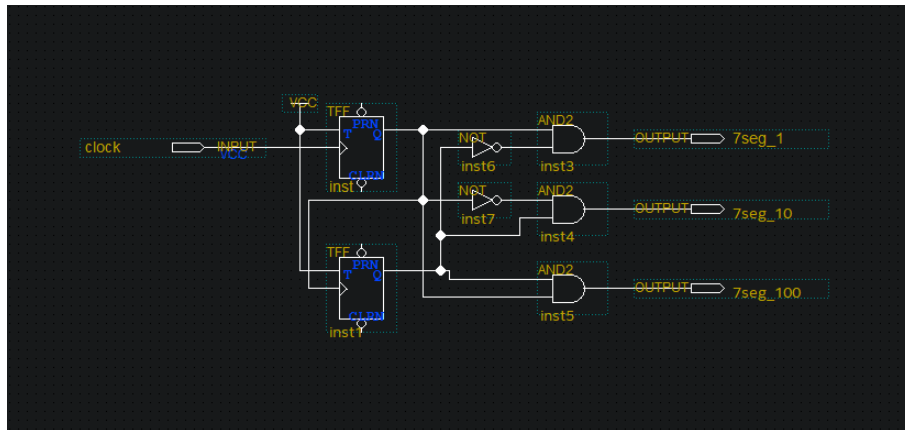 VCC
TFF
PRN
T Q
CLRN
inst
clock INPUT
VCC
NOT
inst6
AND2
inst3
OUTPUT 7seg_1
NOT
inst7
AND2
inst4
OUTPUT 7seg_10
TFF
PRN
T Q
CLRN
inst1
AND2
inst5
OUTPUT 7seg_100